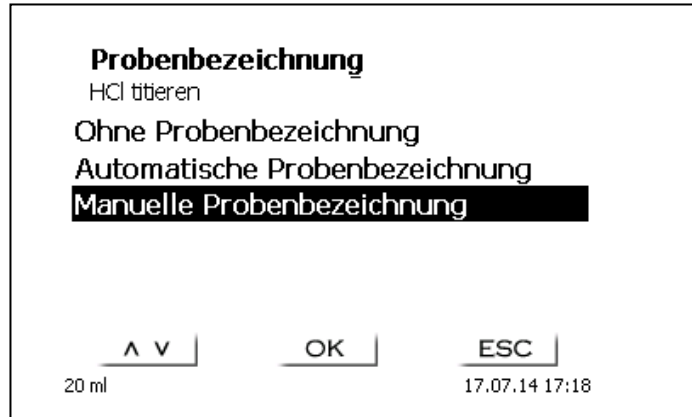 Probenbezeichnung
HCl titieren
Ohne Probenbezeichnung
Automatische Probenbezeichnung
Manuelle Probenbezeichnung
∧ ∨ OK ESC
20 ml 17.07.14 17:18